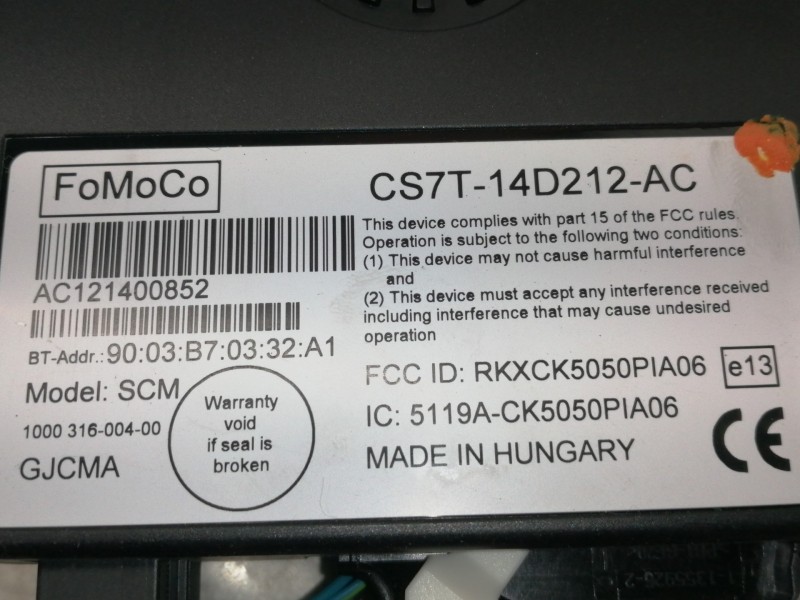 FoMoCo
CS7T-14D212-AC
This device complies with part 15 of the FCC rules.
Operation is subject to the following two conditions:
(1) This device may not cause harmful interference
and
(2) This device must accept any interference received
including interference that may cause undesired
operation
AC121400852
BT-Addr.: 90:03:B7:03:32:A1
Model: SCM
1000 316-004-00
GJCMA
Warranty
void
if seal is
broken
FCC ID: RKXCK5050PIA06
e13
IC: 5119A-CK5050PIA06
MADE IN HUNGARY
CE